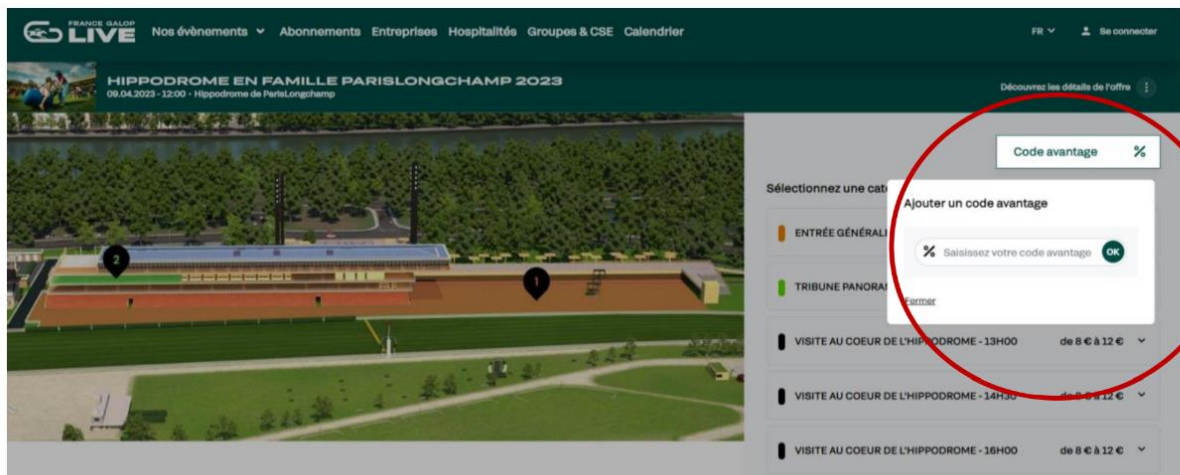 FRANCE GALOP
LIVE
Nos évènements Abonnements Entreprises Hospitalités Groupes & CSE Calendrier
FR Se connecter
HIPPODROME EN FAMILLE PARISLONGCHAMP 2023
09.04.2023 - 12:00 - Hippodrome de ParisLongchamp
Découvrez les détails de l'offre
Code avantage %
Sélectionnez une
Ajouter un code avantage
ENTRÉE
% Saisissez votre code avantage OK
TRIBUNE
Fermer
VISITE AU COEUR DE L'HIPPODROME - 13H00 de 8 € à 12 €
VISITE AU COEUR DE L'HIPPODROME - 14H30 de 8 € à 12 €
VISITE AU COEUR DE L'HIPPODROME - 16H00 de 8 € à 12 €
2
1